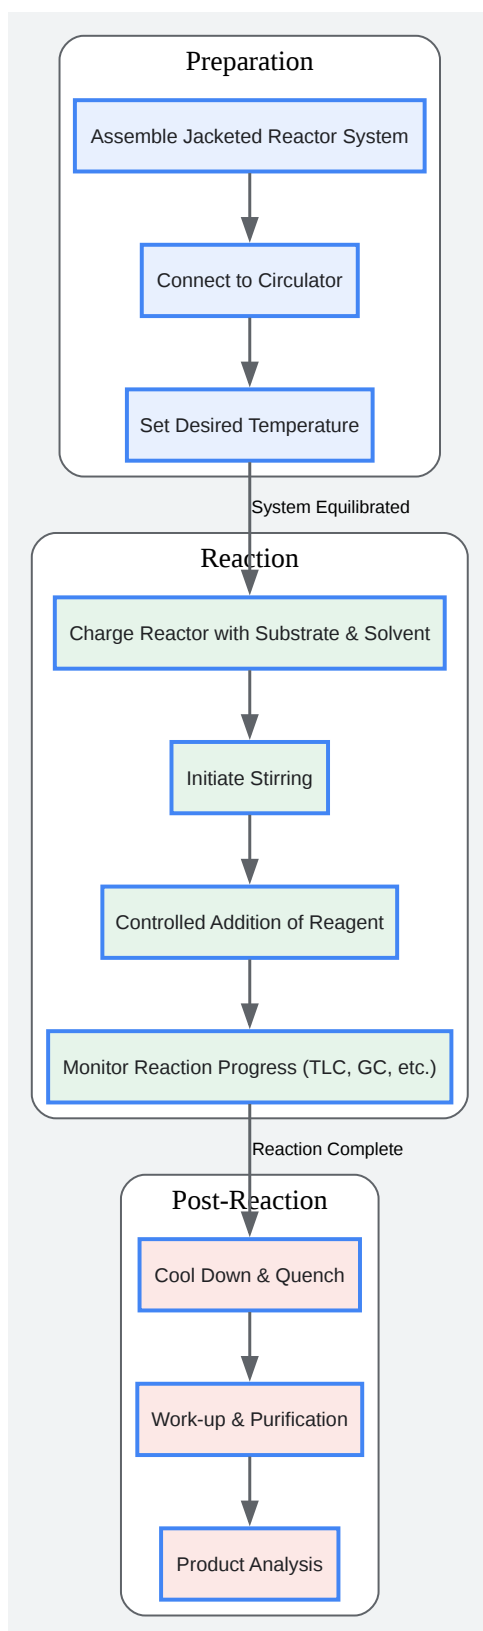 Preparation
Assemble Jacketed Reactor System
Connect to Circulator
Set Desired Temperature
System Equilibrated
Reaction
Charge Reactor with Substrate & Solvent
Initiate Stirring
Controlled Addition of Reagent
Monitor Reaction Progress (TLC, GC, etc.)
Reaction Complete
Post-Reaction
Cool Down & Quench
Work-up & Purification
Product Analysis